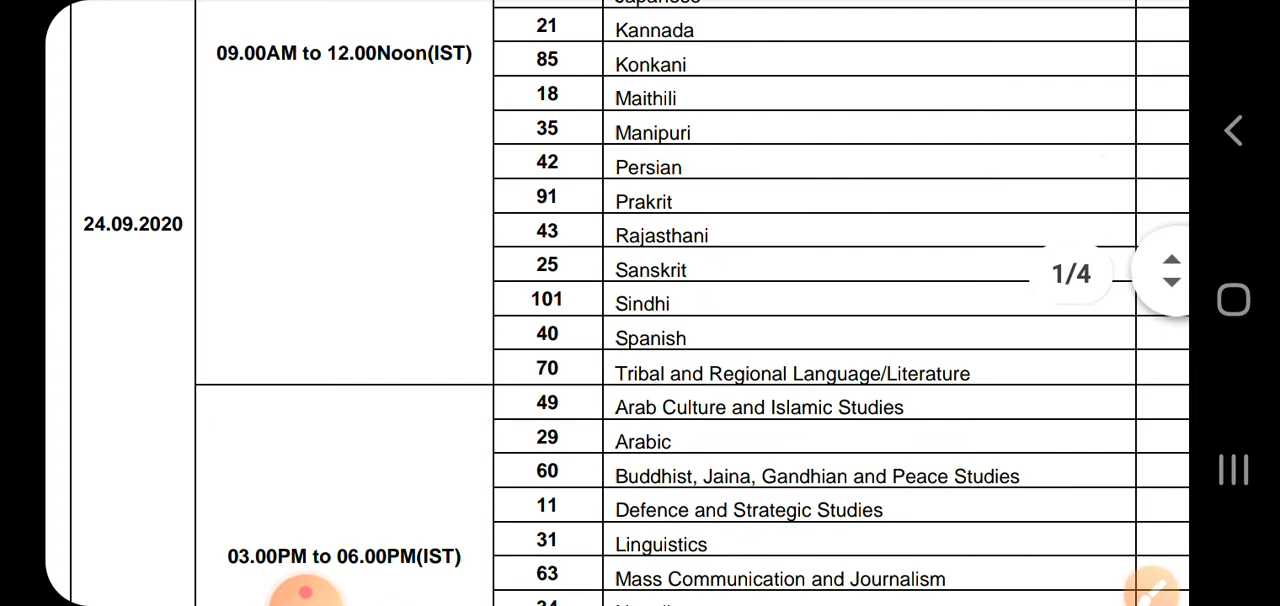 09.00AM to 12.00Noon(IST)
21 Kannada
85 Konkani
18 Maithili
35 Manipuri
42 Persian
91 Prakrit
24.09.2020
43 Rajasthani
25 Sanskrit
1/4
101 Sindhi
40 Spanish
70 Tribal and Regional Language/Literature
49 Arab Culture and Islamic Studies
29 Arabic
60 Buddhist, Jaina, Gandhian and Peace Studies
11 Defence and Strategic Studies
31 Linguistics
03.00PM to 06.00PM(IST)
63 Mass Communication and Journalism